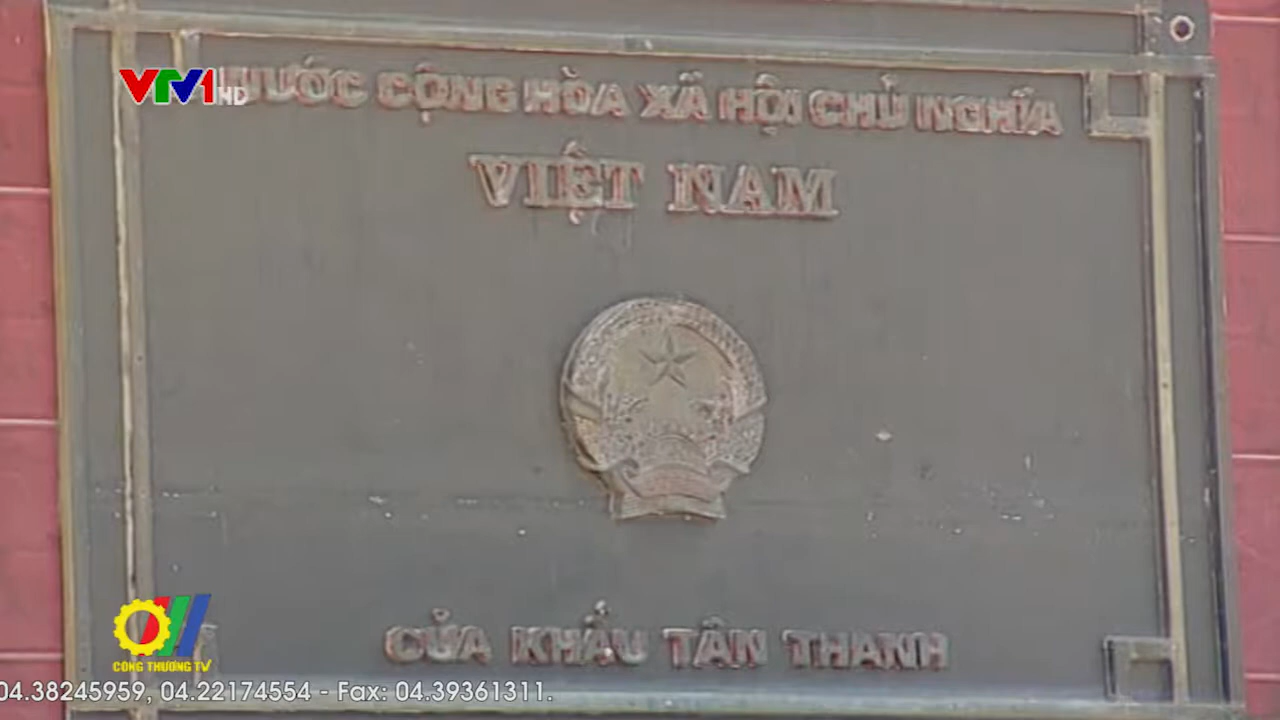 VTV1 HD
NƯỚC CỘNG HÒA XÃ HỘI CHỦ NGHĨA
VIỆT NAM
CỬA KHẨU TÂN THANH
CÔNG THƯƠNG TV
04.38245959, 04.22174554 - Fax: 04.39361311.